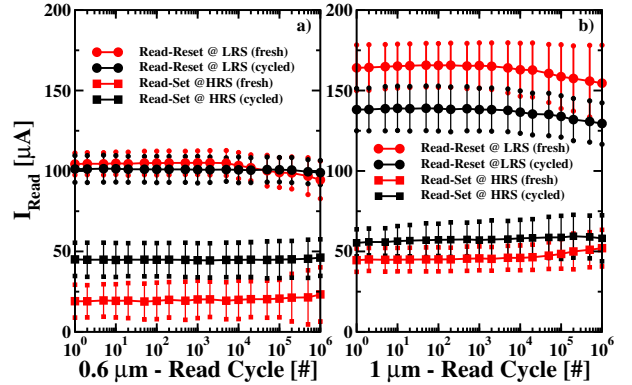 200
150
100
50
0
I_Read [μA]
a)
Read-Reset @ LRS (fresh)
Read-Reset @ LRS (cycled)
Read-Set @HRS (fresh)
Read-Set @ HRS (cycled)
10^0 10^1 10^2 10^3 10^4 10^5 10^6
0.6 μm - Read Cycle [#]
200
150
100
50
0
b)
Read-Reset @LRS (fresh)
Read-Reset @LRS (cycled)
Read-Set @ HRS (fresh)
Read-Set @ HRS (cycled)
10^0 10^1 10^2 10^3 10^4 10^5 10^6
1 μm - Read Cycle [#]